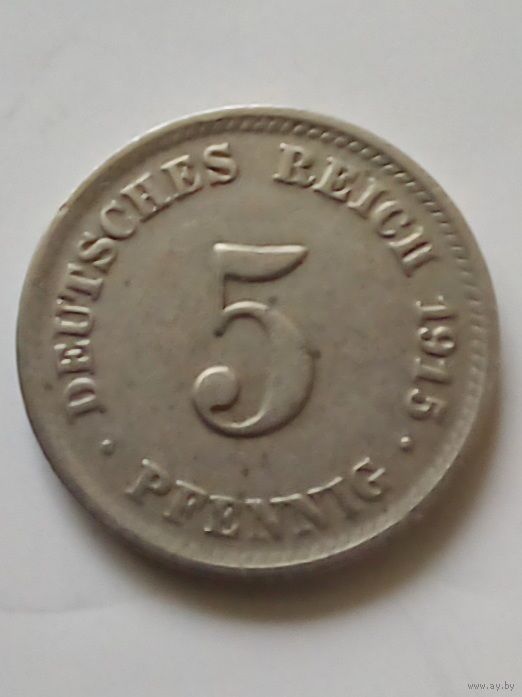 DEUTSCHES REICH 1915
5
· PFENNIG ·
www.ay.by